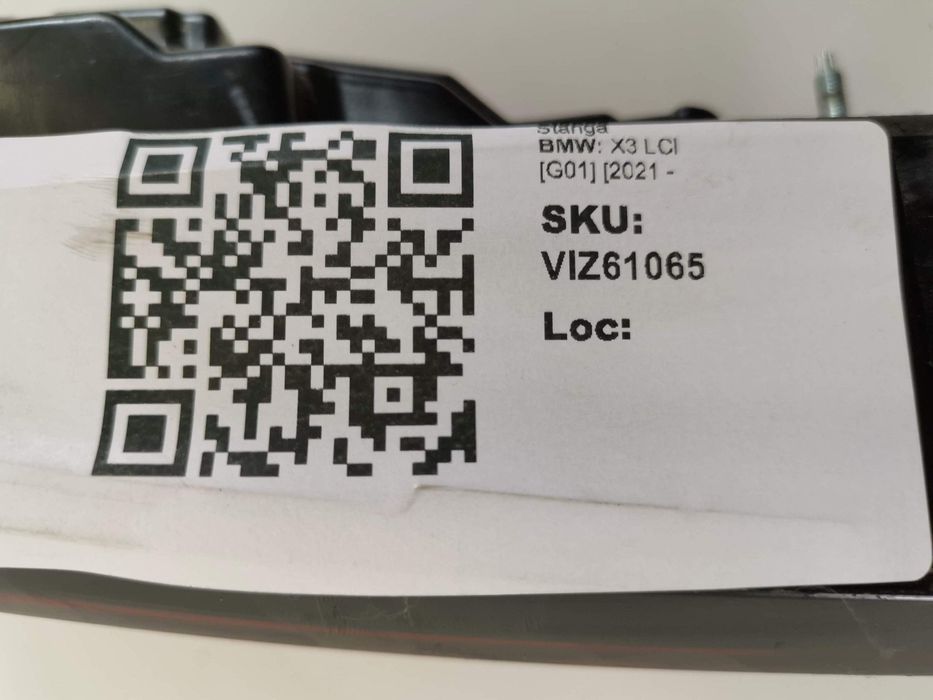 Stanga
BMW: X3 LCI
[G01] [2021 -
SKU:
VIZ61065
Loc: